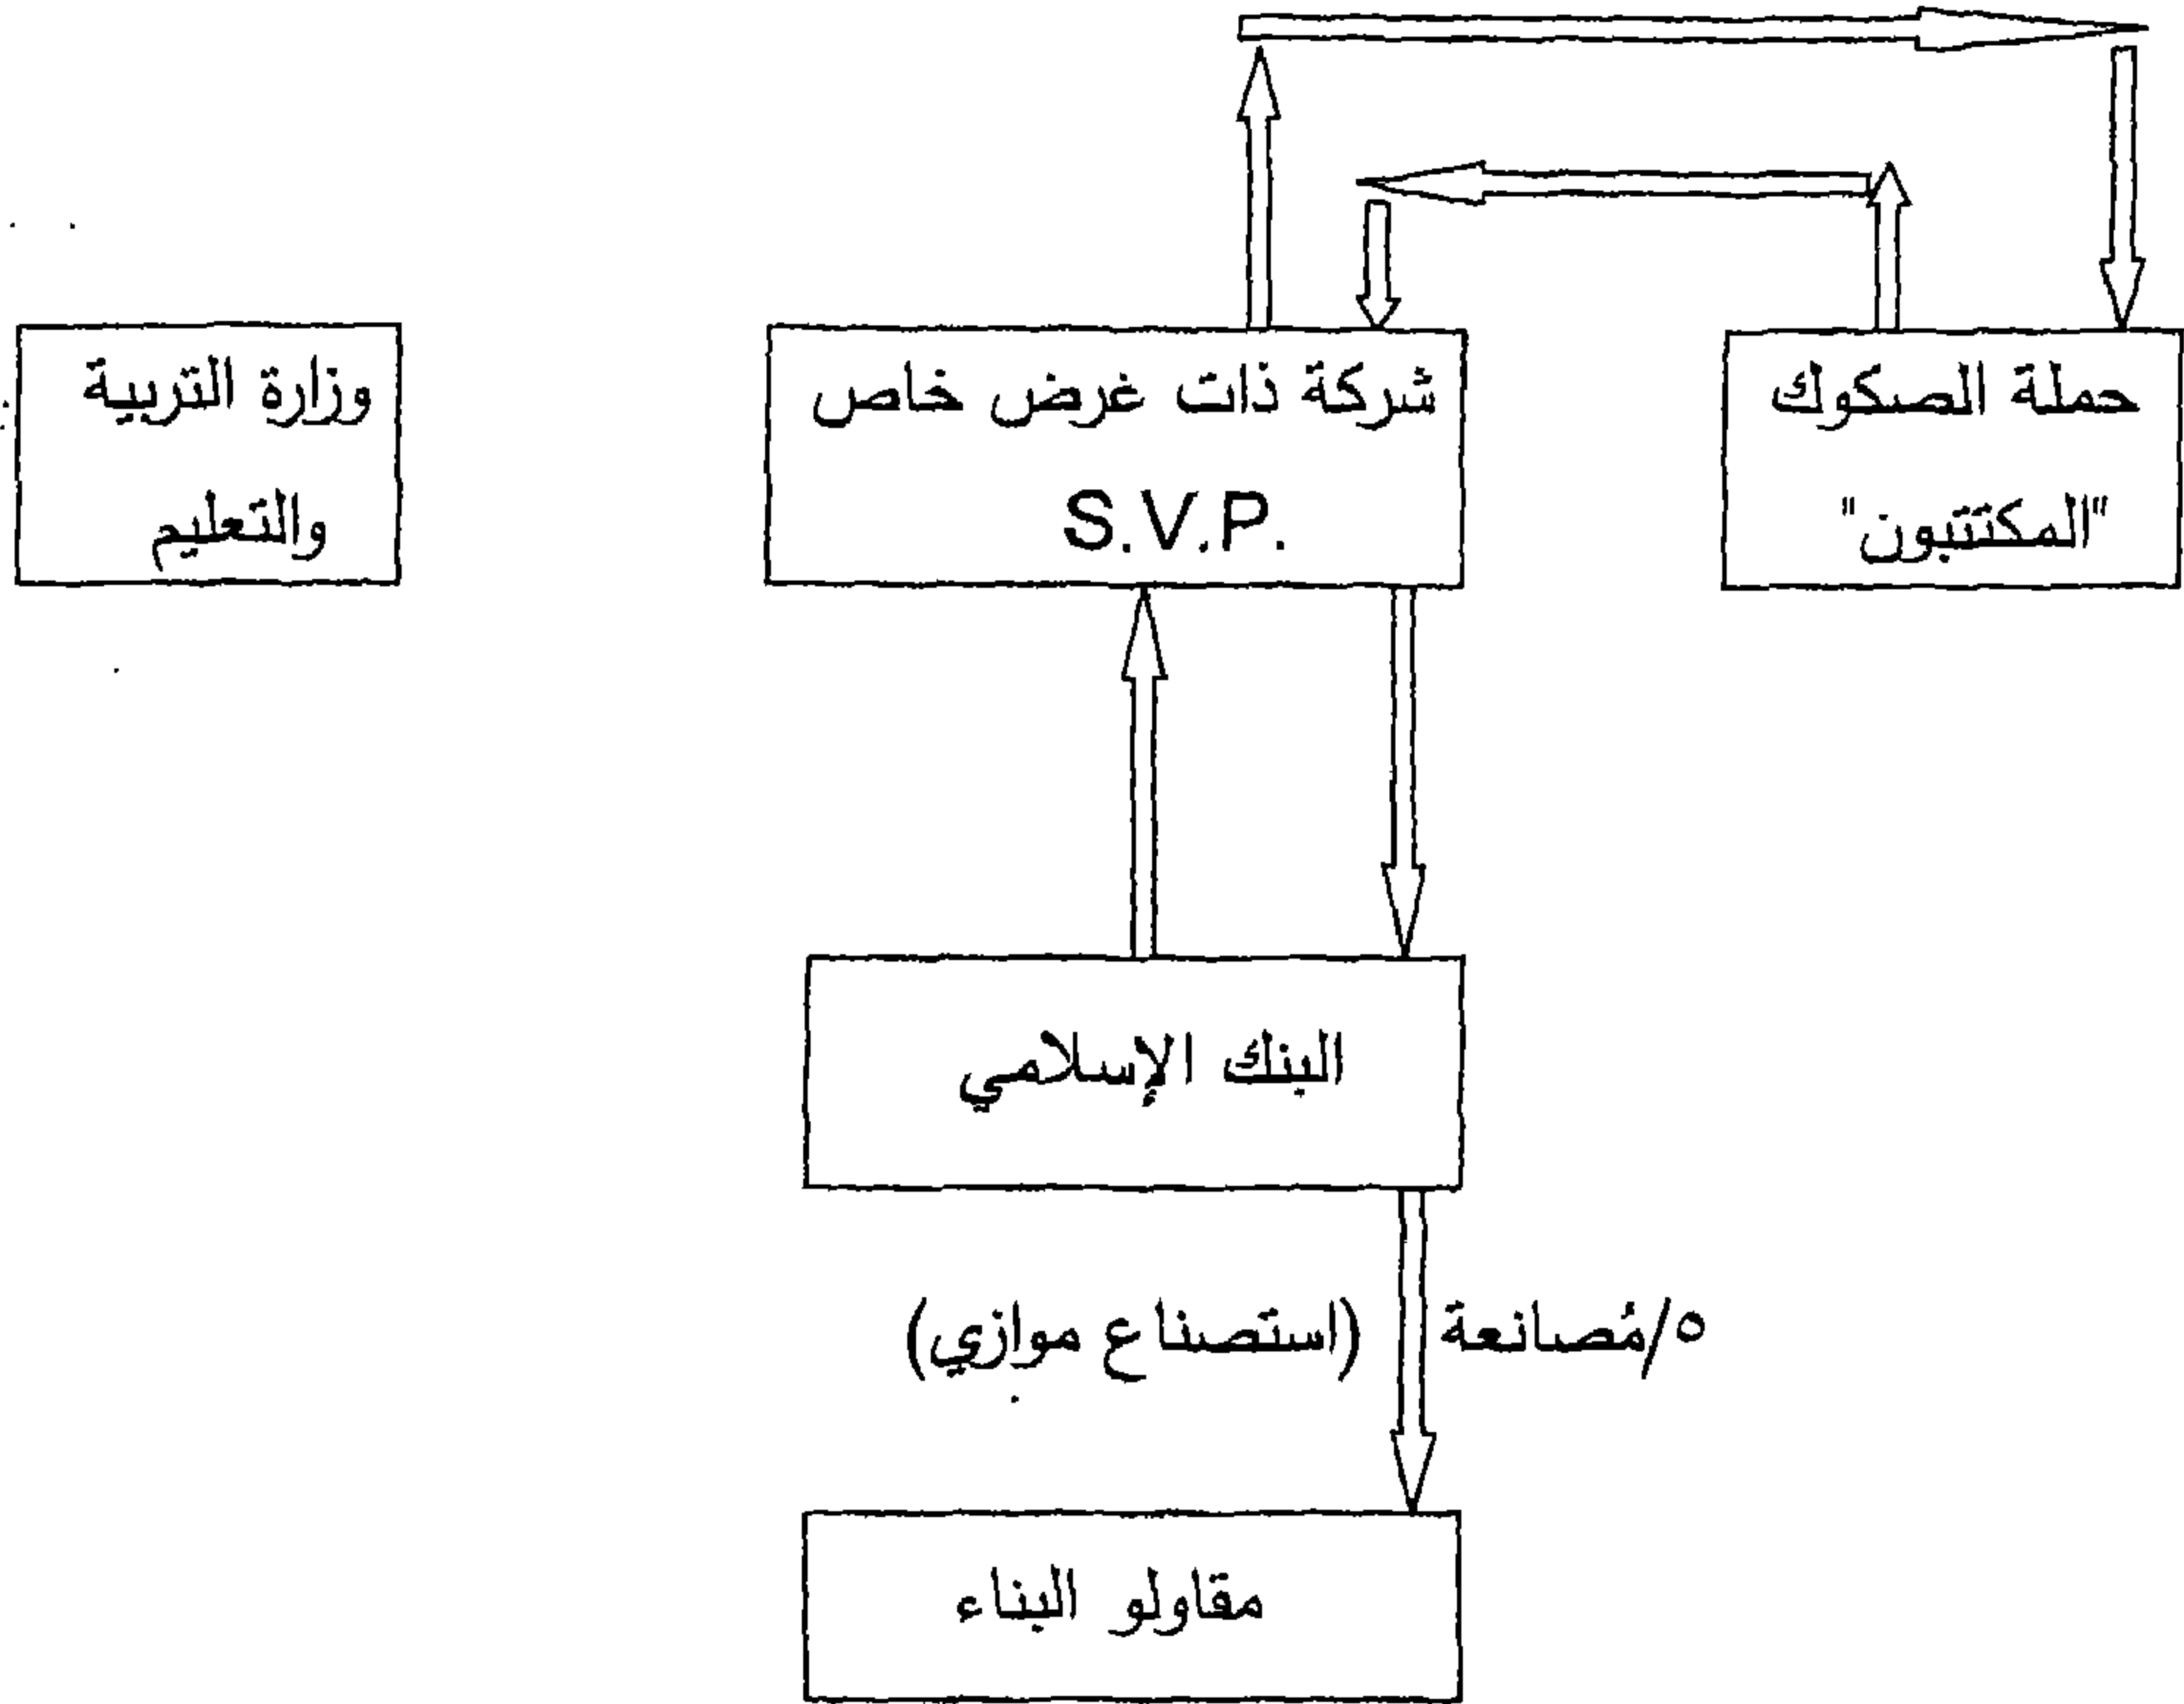 حملة الصكوك
"المكتتبون"
شركة ذات غرض خاص
S.V.P.
وزارة التربية
والتعليم
البنك الإسلامي
٥/مُصانعة (استصناع موازي)
مقاولو البناء